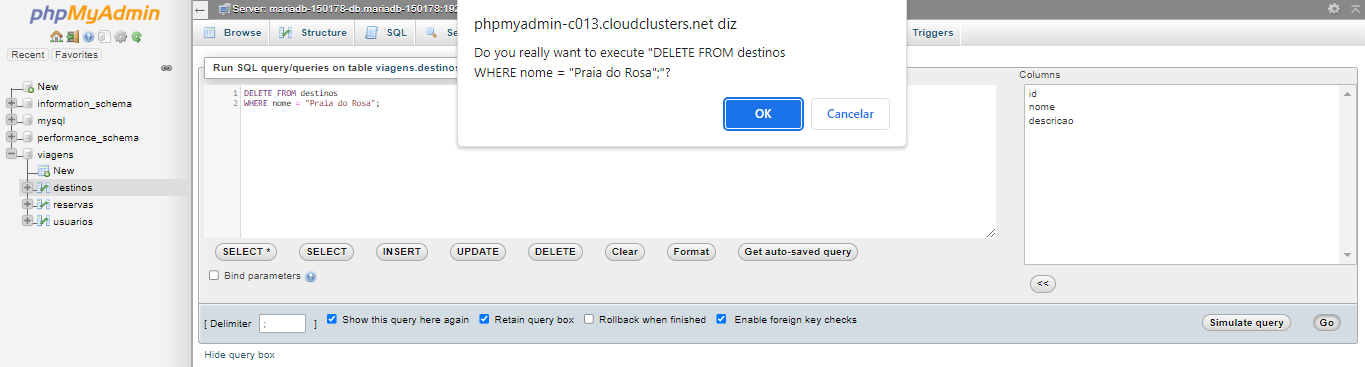 phpMyAdmin
Recent
Favorites
New
information_schema
mysql
performance_schema
viagens
New
destinos
reservas
usuarios
Server: mariadb-150178-db.mariadb-150178:192
Browse
Structure
SQL
Se
Triggers
phpmyadmin-c013.cloudclusters.net diz
Do you really want to execute "DELETE FROM destinos
WHERE nome = "Praia do Rosa";"?
OK
Cancelar
Run SQL query/queries on table viagens.destinos
1 DELETE FROM destinos
2 WHERE nome = "Praia do Rosa";
Columns
id
nome
descricao
SELECT *
SELECT
INSERT
UPDATE
DELETE
Clear
Format
Get auto-saved query
<<
Bind parameters
[ Delimiter ; ]
Show this query here again
Retain query box
Rollback when finished
Enable foreign key checks
Simulate query
Go
Hide query box